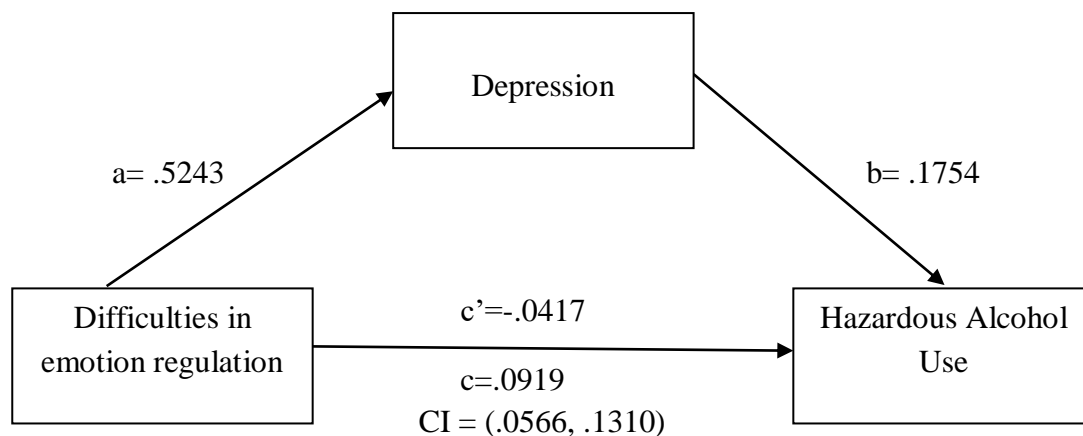 Depression
a= .5243
b= .1754
Difficulties in
emotion regulation
c’=-.0417
c=.0919
CI = (.0566, .1310)
Hazardous Alcohol
Use